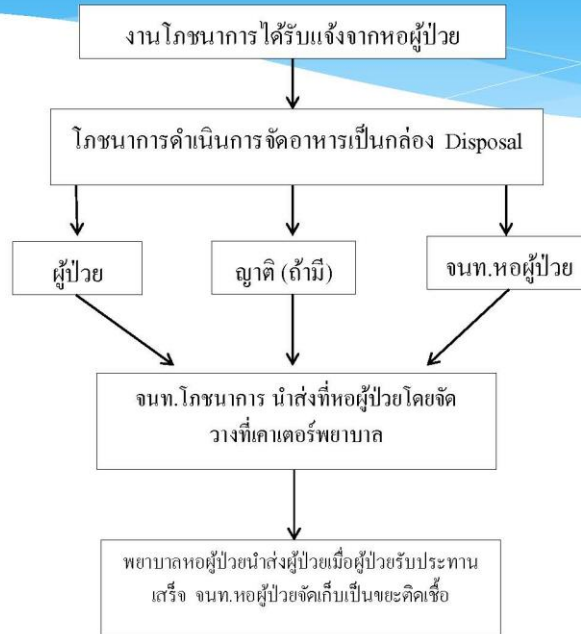 งานโภชนาการได้รับแจ้งจากหอผู้ป่วย
โภชนาการดำเนินการจัดอาหารเป็นกล่อง Disposal
ผู้ป่วย
ญาติ (ถ้ามี)
จนท.หอผู้ป่วย
จนท.โภชนาการ นำส่งที่หอผู้ป่วยโดยจัด
วางที่เคาเตอร์พยาบาล
พยาบาลหอผู้ป่วยนำส่งผู้ป่วยเมื่อผู้ป่วยรับประทาน
เสร็จ จนท.หอผู้ป่วยจัดเก็บเป็นขยะติดเชื้อ